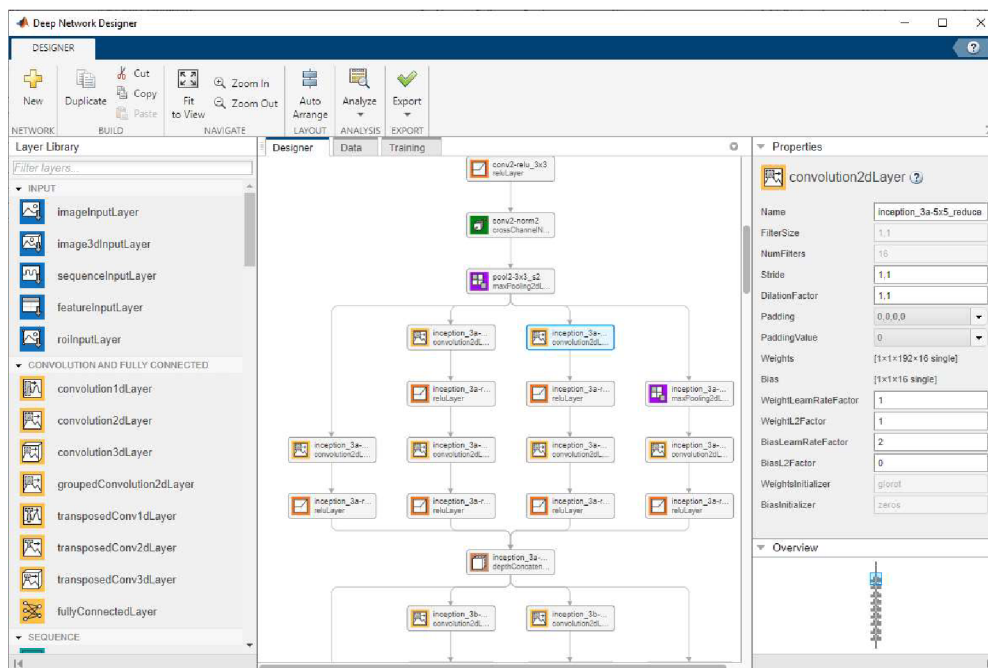 Deep Network Designer
DESIGNER
New
Duplicate
Cut
Copy
Paste
Fit
to View
Zoom In
Zoom Out
Auto
Arrange
Analyze
Export
NETWORK
BUILD
NAVIGATE
LAYOUT
ANALYSIS
EXPORT
Layer Library
Filter layers...
INPUT
imageInputLayer
image3dInputLayer
sequenceInputLayer
featureInputLayer
roiInputLayer
CONVOLUTION AND FULLY CONNECTED
convolution1dLayer
convolution2dLayer
convolution3dLayer
groupedConvolution2dLayer
transposedConv1dLayer
transposedConv2dLayer
transposedConv3dLayer
fullyConnectedLayer
SEQUENCE
Designer
Data
Training
conv2-relu_3x3
reluLayer
conv2-norm2
crossChannelN...
pool2-3x3_s2
maxPooling2dL...
inception_3a-...
convolution2dL...
inception_3a-...
convolution2dL...
inception_3a-r...
reluLayer
inception_3a-r...
reluLayer
inception_3a-...
maxPooling2dL...
inception_3a-...
convolution2dL...
inception_3a-...
convolution2dL...
inception_3a-...
convolution2dL...
inception_3a-...
convolution2dL...
inception_3a-r...
reluLayer
inception_3a-r...
reluLayer
inception_3a-r...
reluLayer
inception_3a-r...
reluLayer
inception_3a-...
depthConcaten...
inception_3b-...
convolution2dL...
inception_3b-...
convolution2dL...
Properties
convolution2dLayer
Name inception_3a-5x5_reduce
FilterSize 1,1
NumFilters 16
Stride 1,1
DilationFactor 1,1
Padding 0,0,0,0
PaddingValue 0
Weights [1×1×192×16 single]
Bias [1×1×16 single]
WeightLearnRateFactor 1
WeightL2Factor 1
BiasLearnRateFactor 2
BiasL2Factor 0
WeightsInitializer glorot
BiasInitializer zeros
Overview